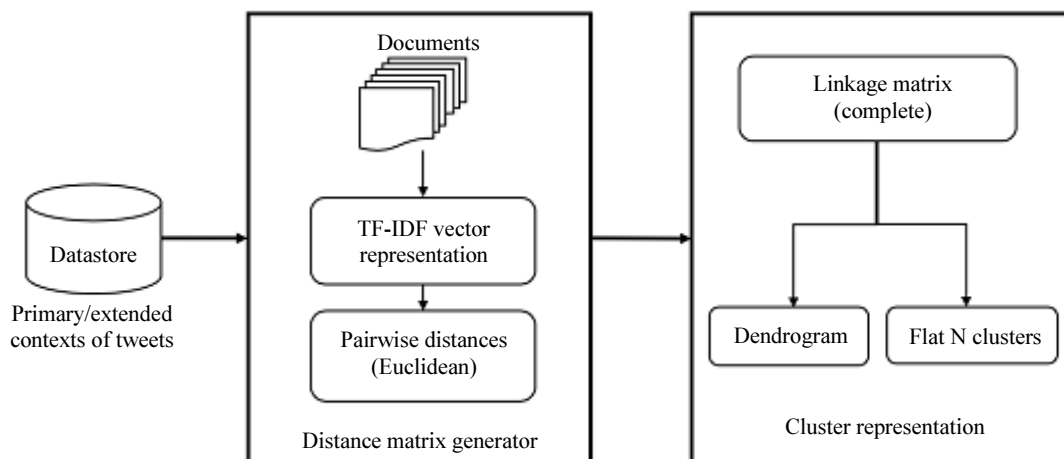 Datastore
Primary/extended
contexts of tweets
Documents
TF-IDF vector
representation
Pairwise distances
(Euclidean)
Distance matrix generator
Linkage matrix
(complete)
Dendrogram
Flat N clusters
Cluster representation